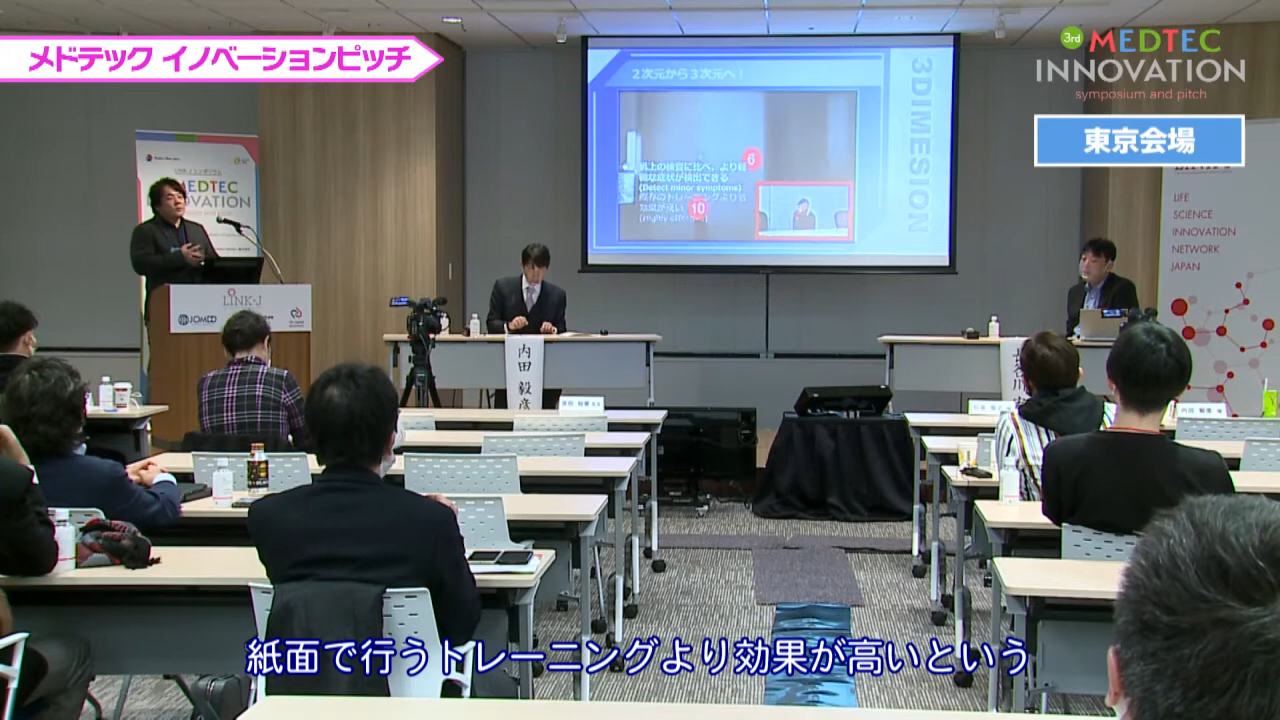 メドテック イノベーションピッチ
3rd MEDTEC
INNOVATION
symposium and pitch
東京会場
2次元から3次元へ!
3DIMESION
机上の検査に比べ、より軽
微な症状が検出できる
(Detect minor symptoms)
既存のトレーニングより効
果が高い
6
10
MEDTEC
INNOVATION
LINK-J
JOMDD
内田 毅彦
LIFE
SCIENCE
INNOVATION
NETWORK
JAPAN
紙面で行うトレーニングより効果が高いという